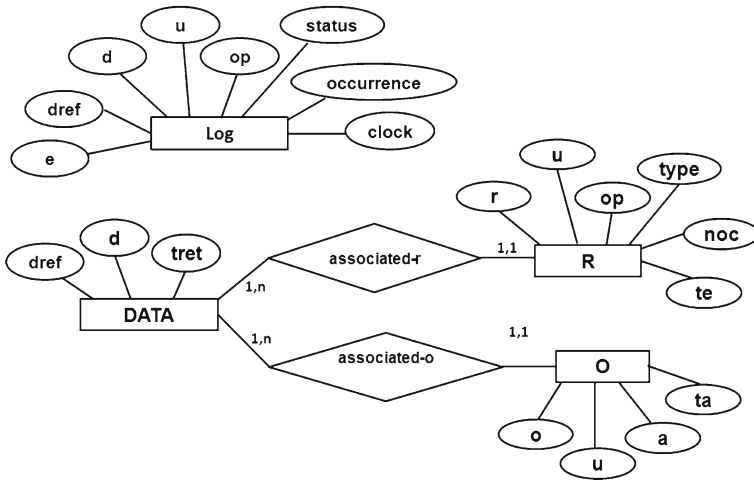 u
status
d
op
occurrence
dref
Log
clock
e
u
type
r
op
d
noc
dref
tret
associated-r
1,1
R
te
1,n
DATA
1,n
associated-o
1,1
O
ta
o
a
u